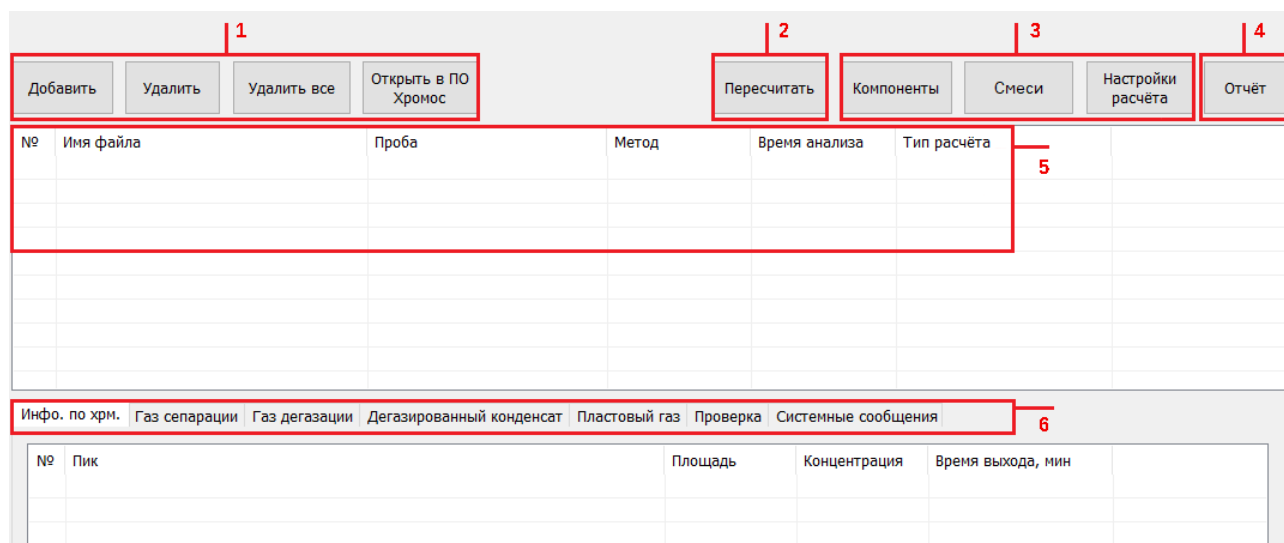 1 2 3 4
Добавить Удалить Удалить все Открыть в ПО Хромос Пересчитать Компоненты Смеси Настройки расчёта Отчёт
№ Имя файла Проба Метод Время анализа Тип расчёта
5
Инфо. по хрм. Газ сепарации Газ дегазации Дегазированный конденсат Пластовый газ Проверка Системные сообщения
6
№ Пик Площадь Концентрация Время выхода, мин